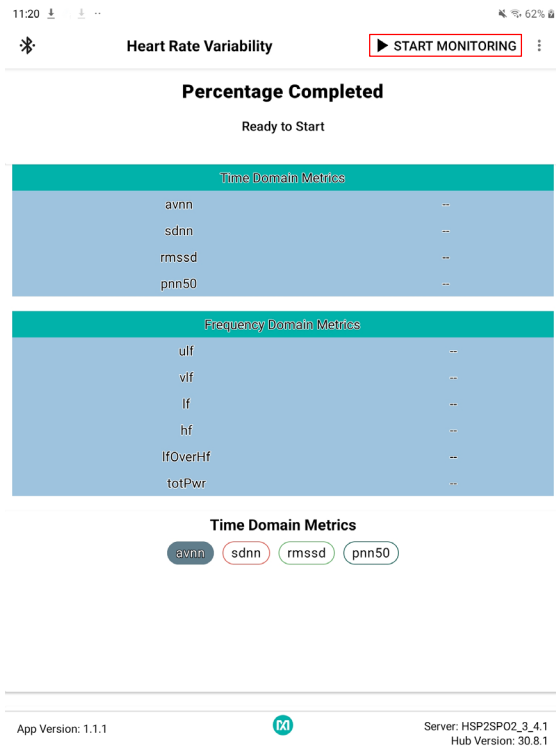 11:20 62%
Heart Rate Variability START MONITORING
Percentage Completed
Ready to Start
Time Domain Metrics
avnn --
sdnn --
rmssd --
pnn50 --
Frequency Domain Metrics
ulf --
vlf --
lf --
hf --
lfOverHf --
totPwr --
Time Domain Metrics
avnn sdnn rmssd pnn50
App Version: 1.1.1 Server: HSP2SPO2_3_4.1
Hub Version: 30.8.1